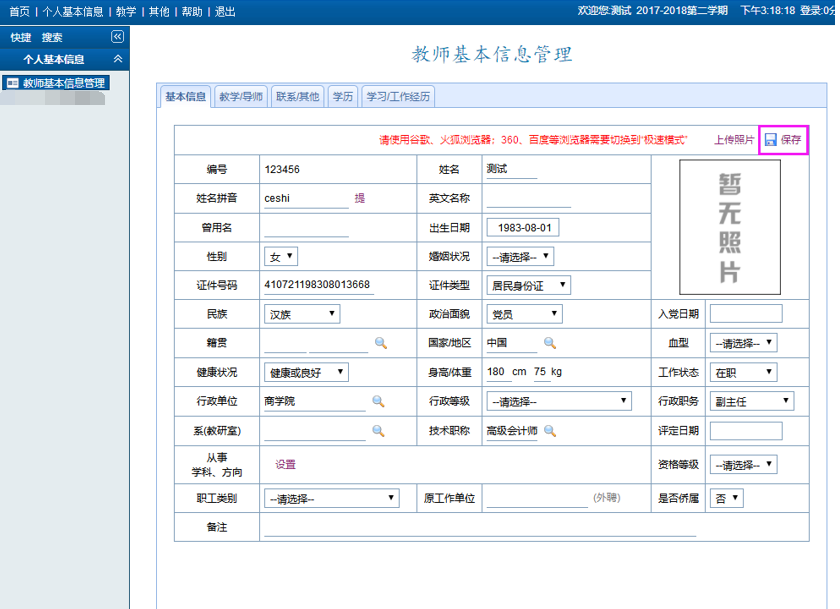 首页 | 个人基本信息 | 教学 | 其他 | 帮助 | 退出 欢迎您:测试 2017-2018第二学期 下午3:18:18 登录:0分
快捷 搜索
个人基本信息
教师基本信息管理
教师基本信息管理
基本信息 教学/导师 联系/其他 学历 学习/工作经历
请使用谷歌、火狐浏览器；360、百度等浏览器需要切换到"极速模式" 上传照片 保存
编号 123456 姓名 测试
暂无照片
姓名拼音 ceshi 提 英文名称
曾用名 出生日期 1983-08-01
性别 女 婚姻状况 --请选择--
证件号码 410721198308013668 证件类型 居民身份证
民族 汉族 政治面貌 党员 入党日期
籍贯 国家/地区 中国 血型 --请选择--
健康状况 健康或良好 身高/体重 180 cm 75 kg 工作状态 在职
行政单位 商学院 行政等级 --请选择-- 行政职务 副主任
系(教研室) 技术职称 高级会计师 评定日期
从事
学科、方向 设置 资格等级 --请选择--
职工类别 --请选择-- 原工作单位 (外聘) 是否侨属 否
备注